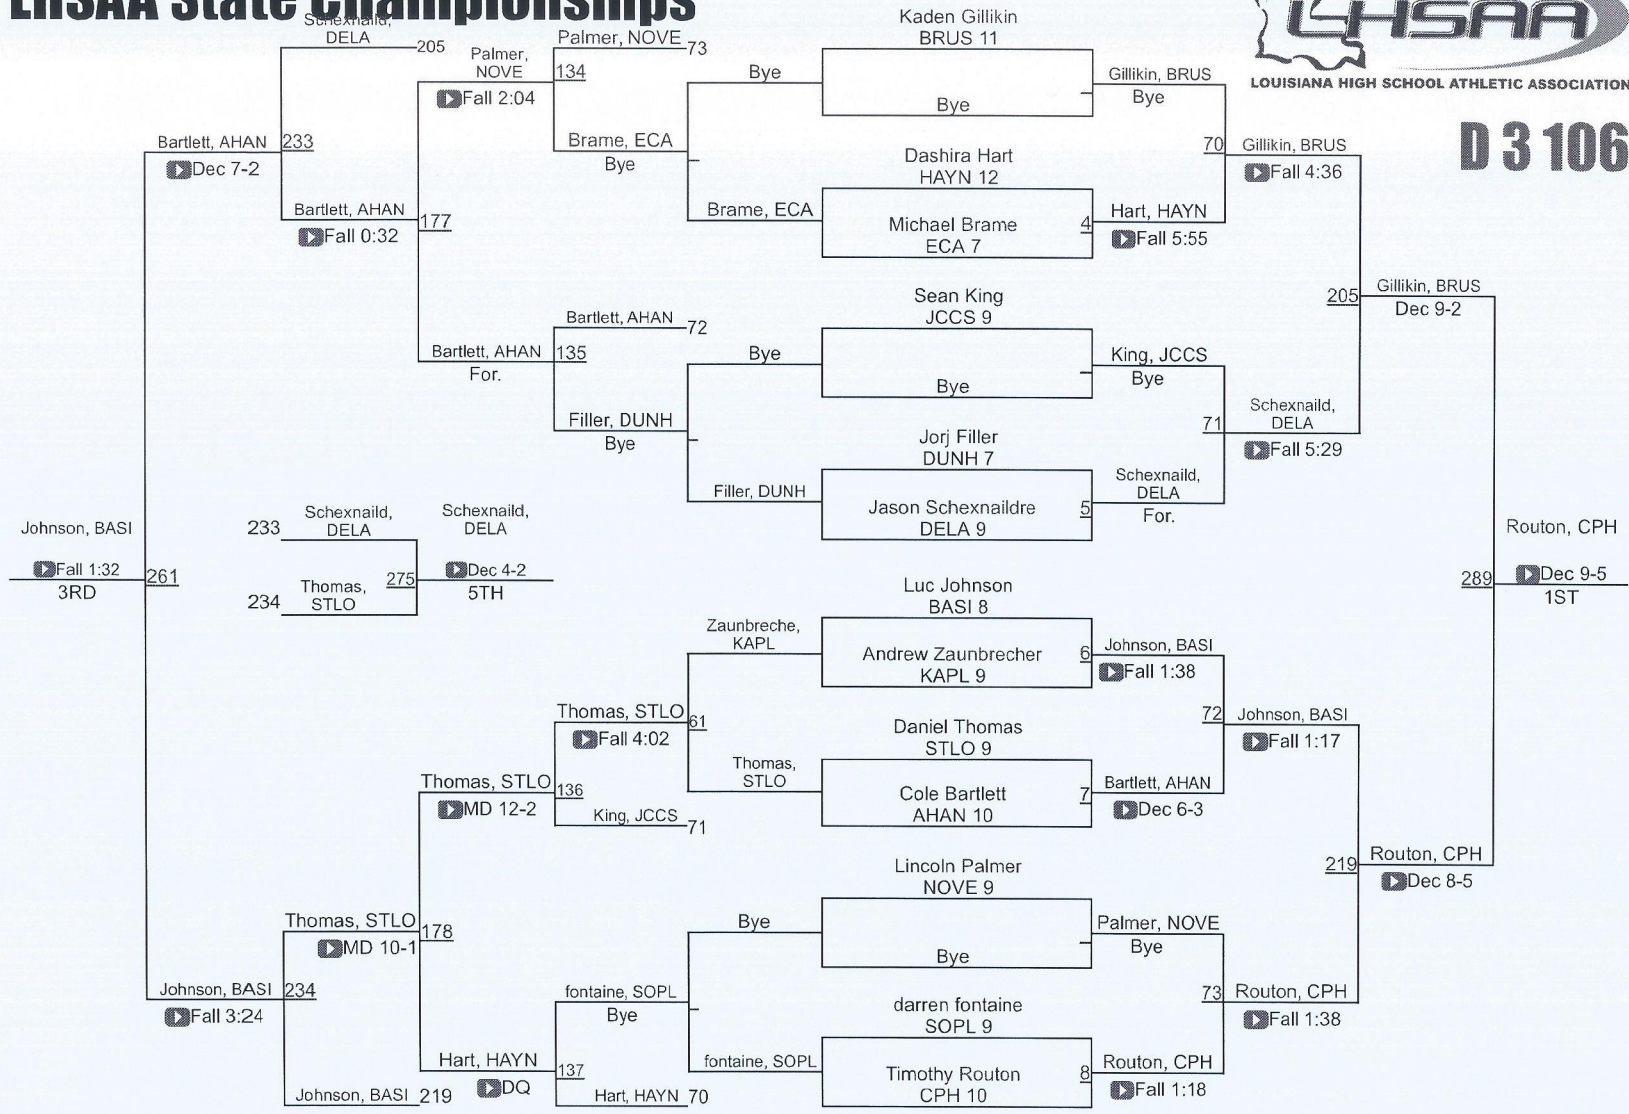 LHSAA State Championships
LHSAA
LOUISIANA HIGH SCHOOL ATHLETIC ASSOCIATION
D 3 106
Schexnaild,
DELA
205
Bartlett, AHAN
Dec 7-2
233
Bartlett, AHAN
Fall 0:32
177
Palmer,
NOVE
Fall 2:04
Palmer, NOVE
73
134
Brame, ECA
Bye
Bye
Brame, ECA
Kaden Gillikin
BRUS 11
Bye
Gillikin, BRUS
Bye
Dashira Hart
HAYN 12
Michael Brame
ECA 7
4
Hart, HAYN
Fall 5:55
70
Gillikin, BRUS
Fall 4:36
Bartlett, AHAN
For.
Bartlett, AHAN
72
135
Filler, DUNH
Bye
Bye
Filler, DUNH
Sean King
JCCS 9
Bye
King, JCCS
Bye
Jorj Filler
DUNH 7
Jason Schexnaildre
DELA 9
5
Schexnaild,
DELA
For.
71
Schexnaild,
DELA
Fall 5:29
205
Gillikin, BRUS
Dec 9-2
Johnson, BASI
Fall 1:32
3RD
261
233
Schexnaild,
DELA
234
Thomas,
STLO
275
Schexnaild,
DELA
Dec 4-2
5TH
289
Routon, CPH
Dec 9-5
1ST
Zaunbreche,
KAPL
Thomas, STLO
Fall 4:02
61
Thomas,
STLO
Luc Johnson
BASI 8
Andrew Zaunbrecher
KAPL 9
6
Johnson, BASI
Fall 1:38
Daniel Thomas
STLO 9
Cole Bartlett
AHAN 10
7
Bartlett, AHAN
Dec 6-3
72
Johnson, BASI
Fall 1:17
Thomas, STLO
MD 12-2
136
King, JCCS
71
Thomas, STLO
MD 10-1
178
Johnson, BASI
Fall 3:24
234
Johnson, BASI
219
Hart, HAYN
DQ
137
fontaine, SOPL
Bye
Hart, HAYN
70
Bye
fontaine, SOPL
Lincoln Palmer
NOVE 9
Bye
Palmer, NOVE
Bye
darren fontaine
SOPL 9
Timothy Routon
CPH 10
8
Routon, CPH
Fall 1:18
73
Routon, CPH
Fall 1:38
219
Routon, CPH
Dec 8-5